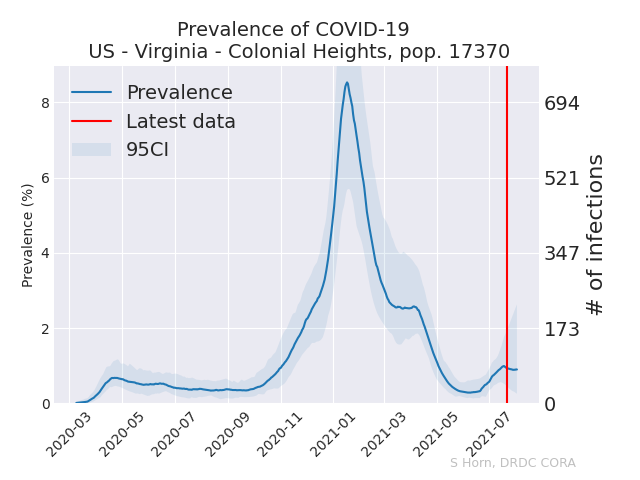 Prevalence of COVID-19
US - Virginia - Colonial Heights, pop. 17370
Prevalence
Latest data
95CI
Prevalence (%)
8
6
4
2
0
694
521
347
173
0
# of infections
2020-03
2020-05
2020-07
2020-09
2020-11
2021-01
2021-03
2021-05
2021-07
S Horn, DRDC CORA